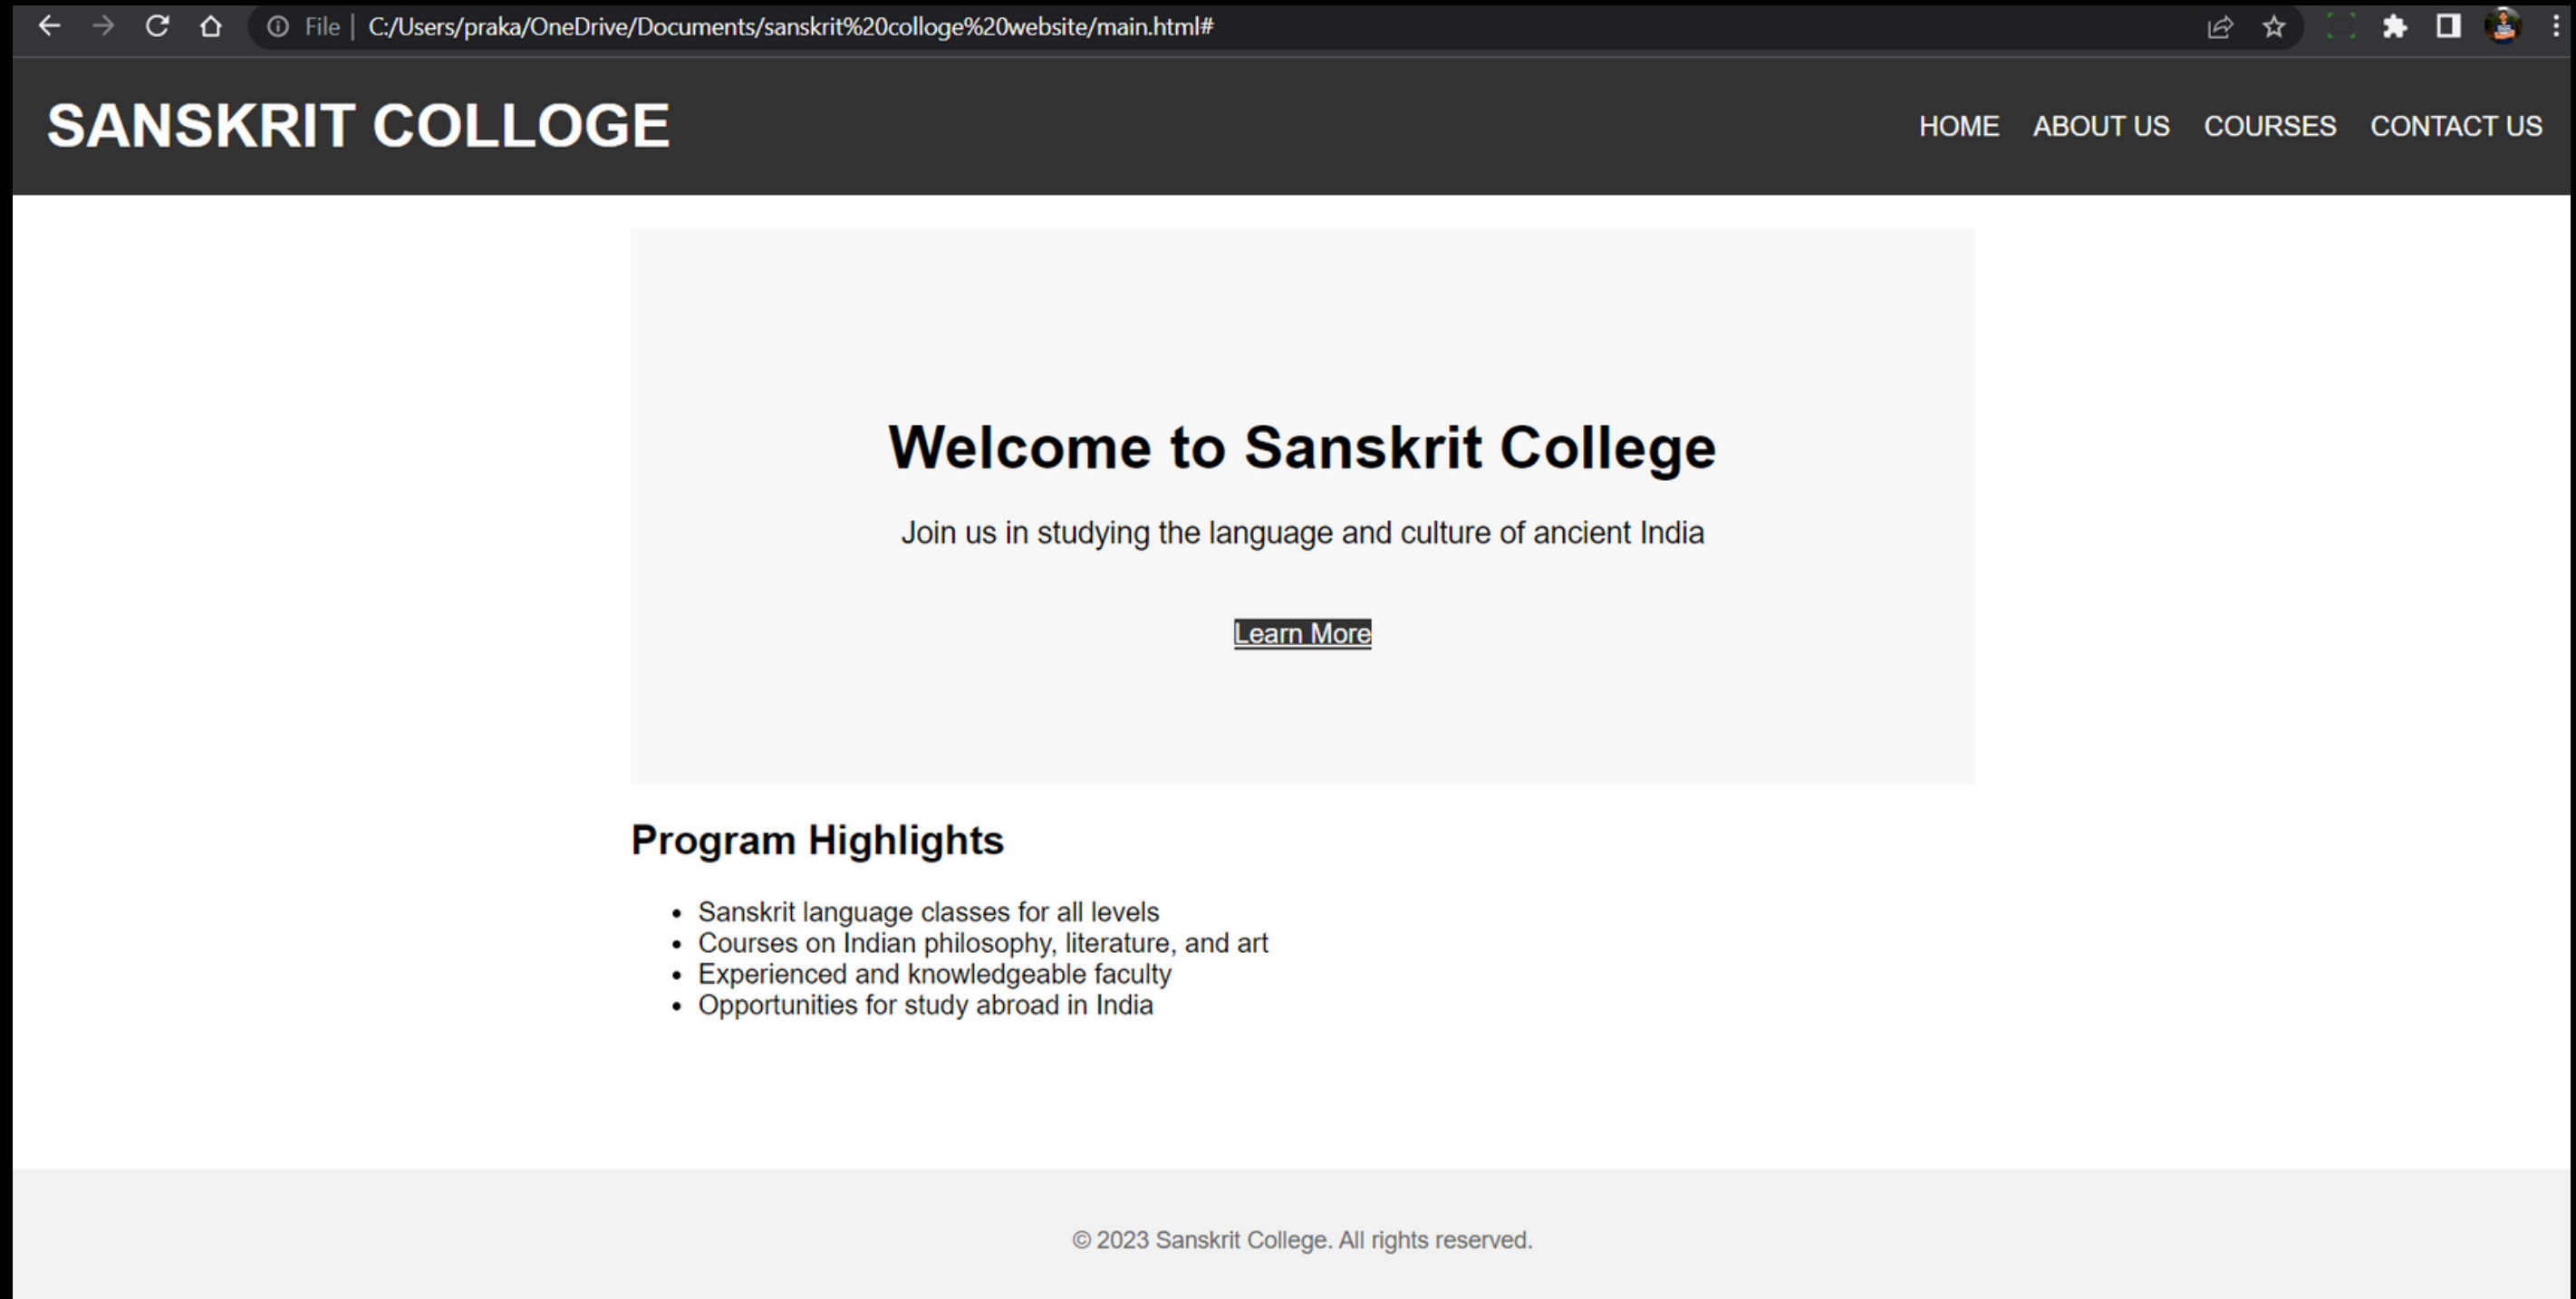 File | C:/Users/praka/OneDrive/Documents/sanskrit%20colloge%20website/main.html#
SANSKRIT COLLOGE
HOME ABOUT US COURSES CONTACT US
Welcome to Sanskrit College
Join us in studying the language and culture of ancient India
Learn More
Program Highlights
• Sanskrit language classes for all levels
• Courses on Indian philosophy, literature, and art
• Experienced and knowledgeable faculty
• Opportunities for study abroad in India
© 2023 Sanskrit College. All rights reserved.